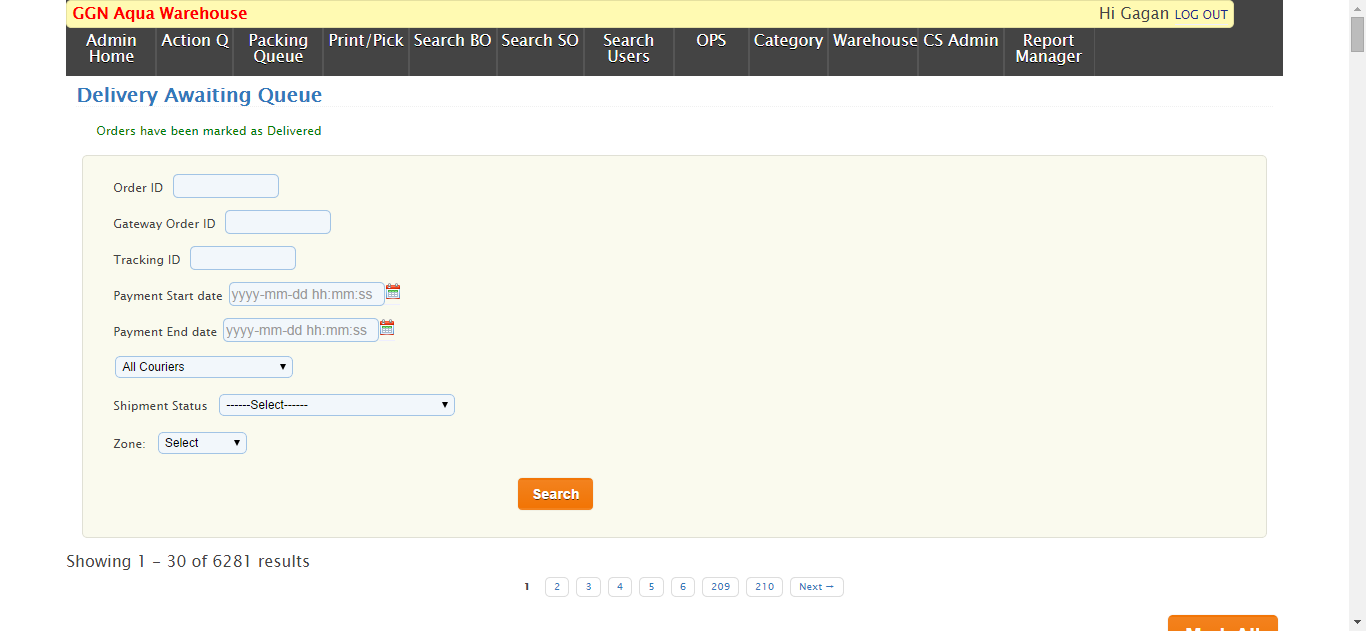 GGN Aqua Warehouse
Hi Gagan LOG OUT
Admin Home
Action Q
Packing Queue
Print/Pick
Search BO
Search SO
Search Users
OPS
Category
Warehouse
CS Admin
Report Manager
Delivery Awaiting Queue
Orders have been marked as Delivered
Order ID
Gateway Order ID
Tracking ID
Payment Start date yyyy-mm-dd hh:mm:ss
Payment End date yyyy-mm-dd hh:mm:ss
All Couriers
Shipment Status ------Select------
Zone: Select
Search
Showing 1 – 30 of 6281 results
1 2 3 4 5 6 209 210 Next →